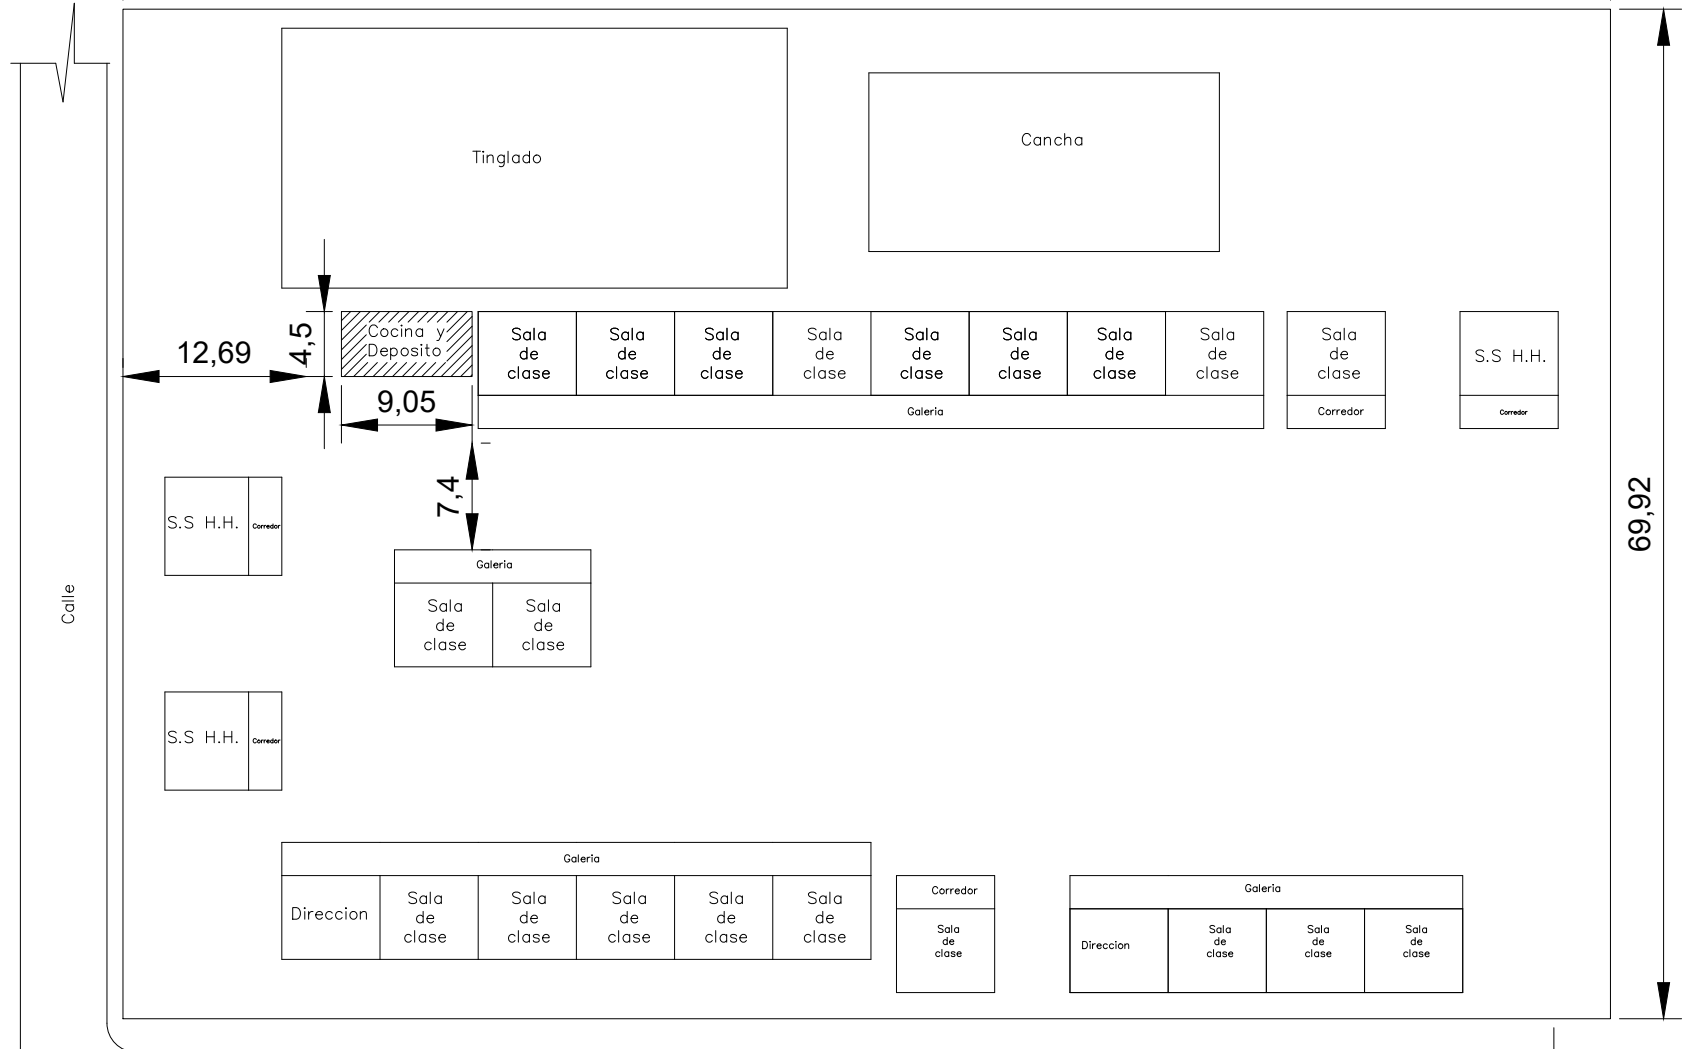 Tinglado
Cancha
12,69
4,5
Cocina y
Deposito
9,05
Sala
de
clase
Sala
de
clase
Sala
de
clase
Sala
de
clase
Sala
de
clase
Sala
de
clase
Sala
de
clase
Sala
de
clase
Galeria
Sala
de
clase
Corredor
S.S H.H.
Corredor
69,92
7,4
S.S H.H.
Corredor
Calle
Galeria
Sala
de
clase
Sala
de
clase
S.S H.H.
Corredor
Galeria
Direccion
Sala
de
clase
Sala
de
clase
Sala
de
clase
Sala
de
clase
Sala
de
clase
Corredor
Sala
de
clase
Galeria
Direccion
Sala
de
clase
Sala
de
clase
Sala
de
clase